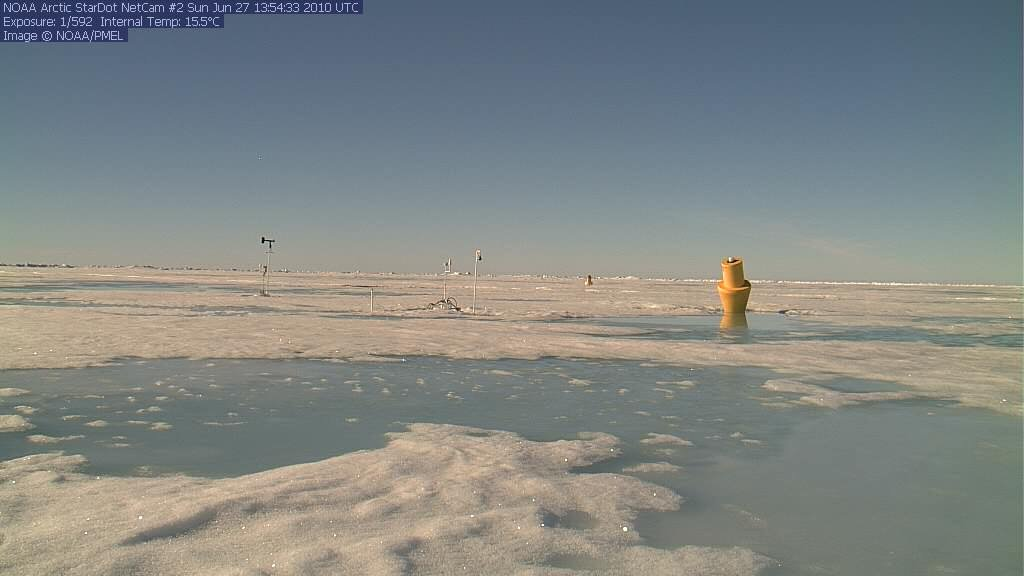 NOAA Arctic StarDot NetCam #2 Sun Jun 27 13:54:33 2010 UTC
Exposure: 1/592 Internal Temp: 15.5°C
Image © NOAA/PMEL